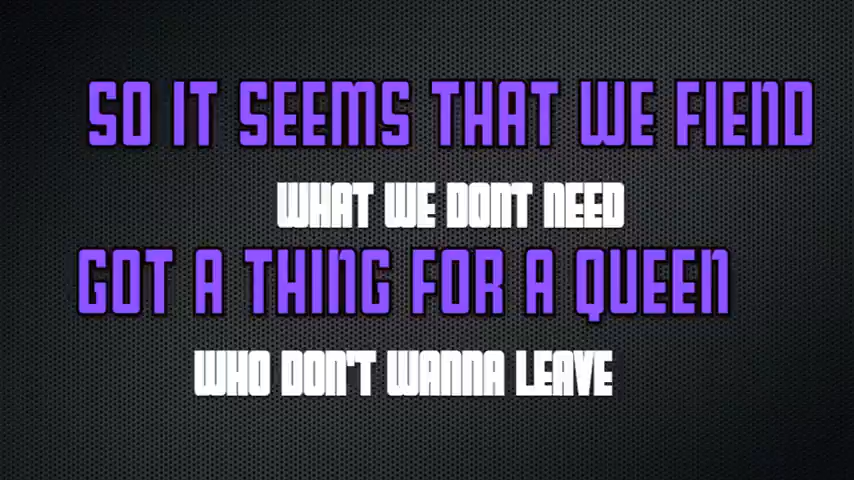 SO IT SEEMS THAT WE FIEND
WHAT WE DONT NEED
GOT A THING FOR A QUEEN
WHO DON'T WANNA LEAVE